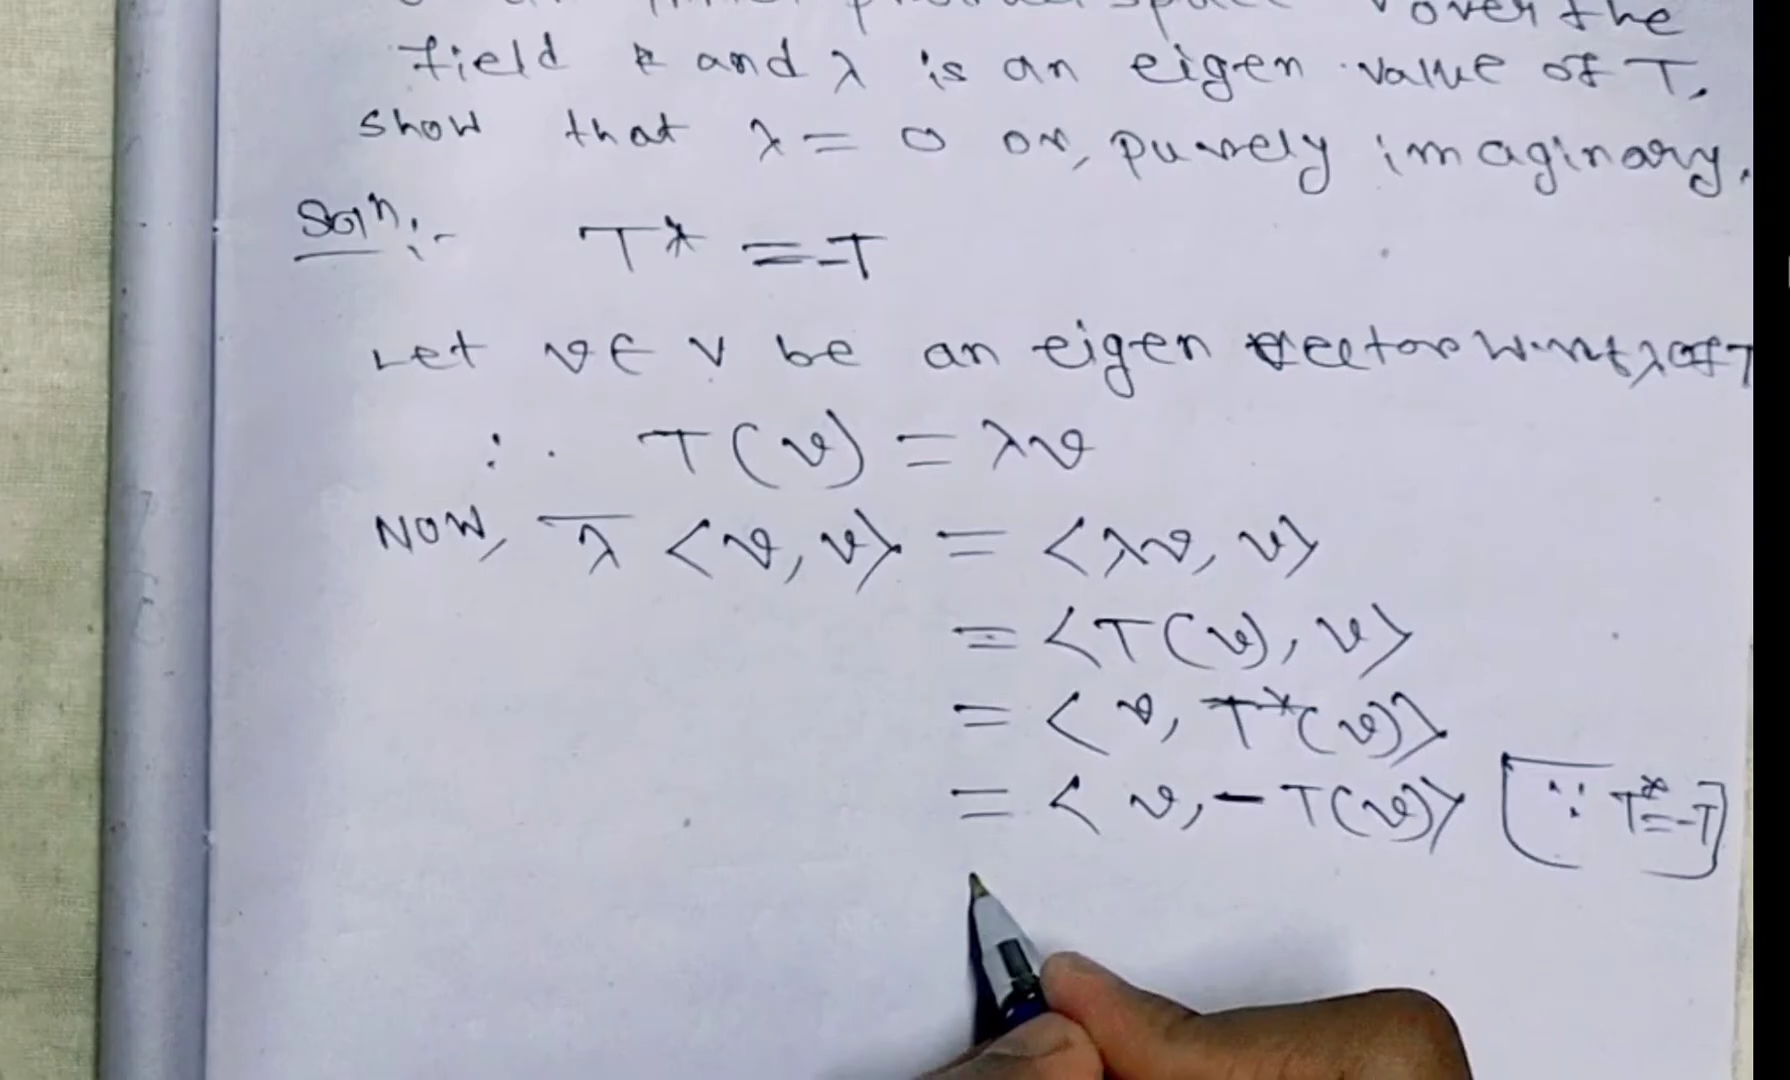 over the
field F and λ is an eigen value of T.
show that λ = 0 or, purely imaginary.
Soln:- T* = -T
Let v ∈ V be an eigen vector w.r.t λ of T
∴ T(v) = λv
Now, λ̅ <v, v> = <λv, v>
= <T(v), v>
= <v, T*(v)>
= <v, -T(v)> [∵ T* = -T]